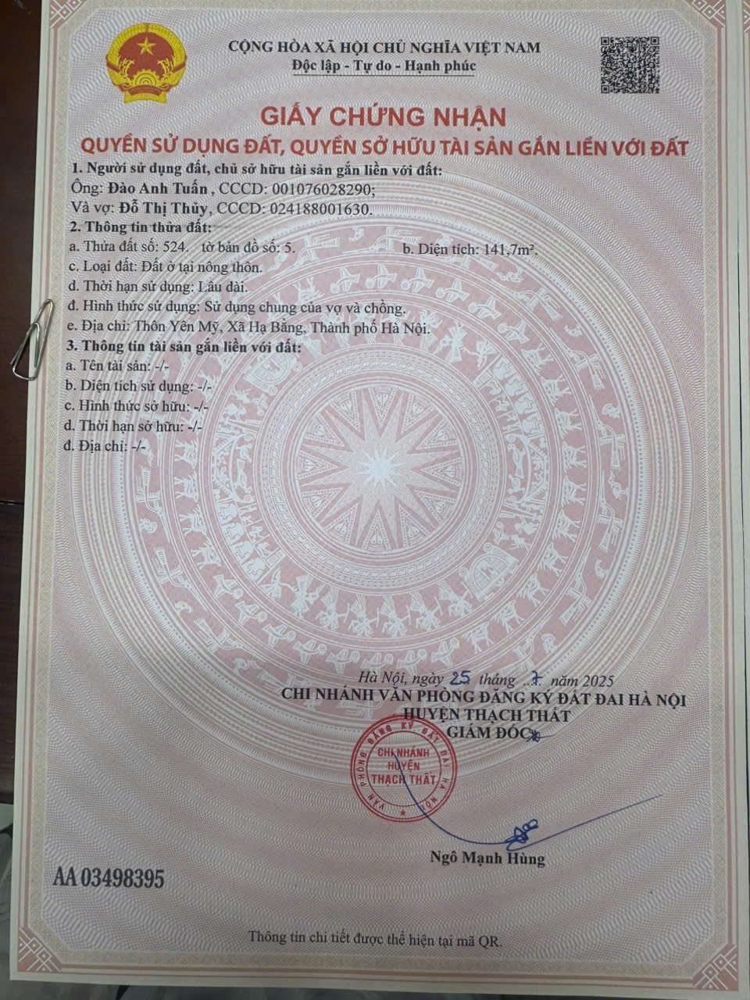 CỘNG HÒA XÃ HỘI CHỦ NGHĨA VIỆT NAM
Độc lập - Tự do - Hạnh phúc
GIẤY CHỨNG NHẬN
QUYỀN SỬ DỤNG ĐẤT, QUYỀN SỞ HỮU TÀI SẢN GẮN LIỀN VỚI ĐẤT
1. Người sử dụng đất, chủ sở hữu tài sản gắn liền với đất:
Ông: Đào Anh Tuấn , CCCD: 001076028290;
Và vợ: Đỗ Thị Thủy, CCCD: 024188001630.
2. Thông tin thửa đất:
a. Thửa đất số: 524. tờ bản đồ số: 5. b. Diện tích: 141,7m².
c. Loại đất: Đất ở tại nông thôn.
d. Thời hạn sử dụng: Lâu dài.
đ. Hình thức sử dụng: Sử dụng chung của vợ và chồng.
e. Địa chỉ: Thôn Yên Mỹ, Xã Hạ Bằng, Thành phố Hà Nội.
3. Thông tin tài sản gắn liền với đất:
a. Tên tài sản: -/-
b. Diện tích sử dụng: -/-
c. Hình thức sở hữu: -/-
d. Thời hạn sở hữu: -/-
đ. Địa chỉ: -/-
Hà Nội, ngày 25 tháng ..7. năm 2025
CHI NHÁNH VĂN PHÒNG ĐĂNG KÝ ĐẤT ĐAI HÀ NỘI
HUYỆN THẠCH THẤT
GIÁM ĐỐC
VĂN PHÒNG ĐĂNG KÝ ĐẤT ĐAI HÀ NỘI
CHI NHÁNH
HUYỆN
THẠCH THẤT
Ngô Mạnh Hùng
AA 03498395
Thông tin chi tiết được thể hiện tại mã QR.